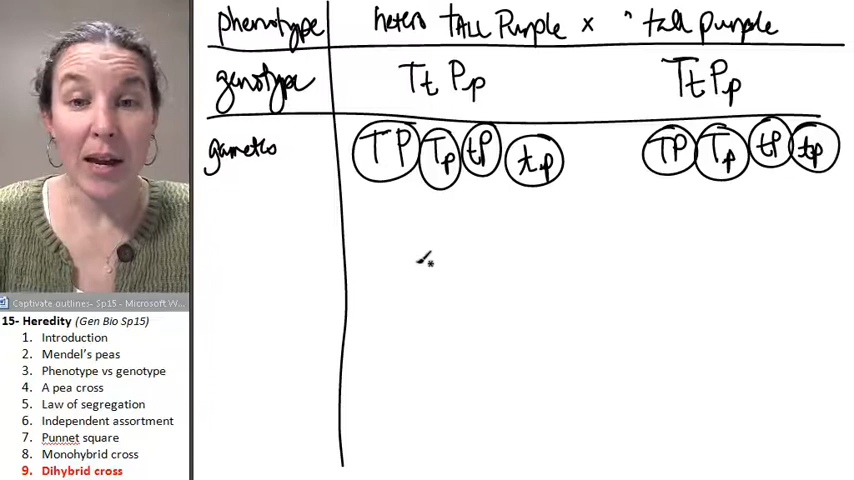 phenotype hetero TALL Purple x " tall purple
genotype Tt Pp TtPp
gametes TP Tp tP tp TP Tp tP tp
Captivate outlines- Sp15 - Microsoft W...
15- Heredity (Gen Bio Sp15)
1. Introduction
2. Mendel's peas
3. Phenotype vs genotype
4. A pea cross
5. Law of segregation
6. Independent assortment
7. Punnet square
8. Monohybrid cross
9. Dihybrid cross